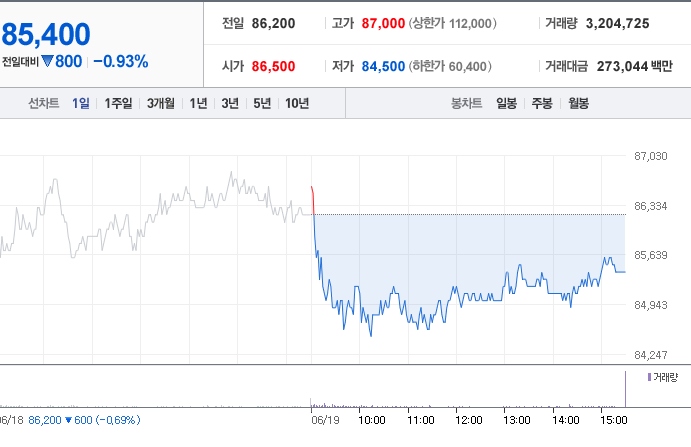 85,400
전일대비 ▼800 -0.93%
전일 86,200 고가 87,000 (상한가 112,000) 거래량 3,204,725
시가 86,500 저가 84,500 (하한가 60,400) 거래대금 273,044 백만
선차트 1일 1주일 3개월 1년 3년 5년 10년 봉차트 일봉 주봉 월봉
87,030
86,334
85,639
84,943
84,247
거래량
06/18 86,200 ▼600 (-0,69%) 06/19 10:00 11:00 12:00 13:00 14:00 15:00